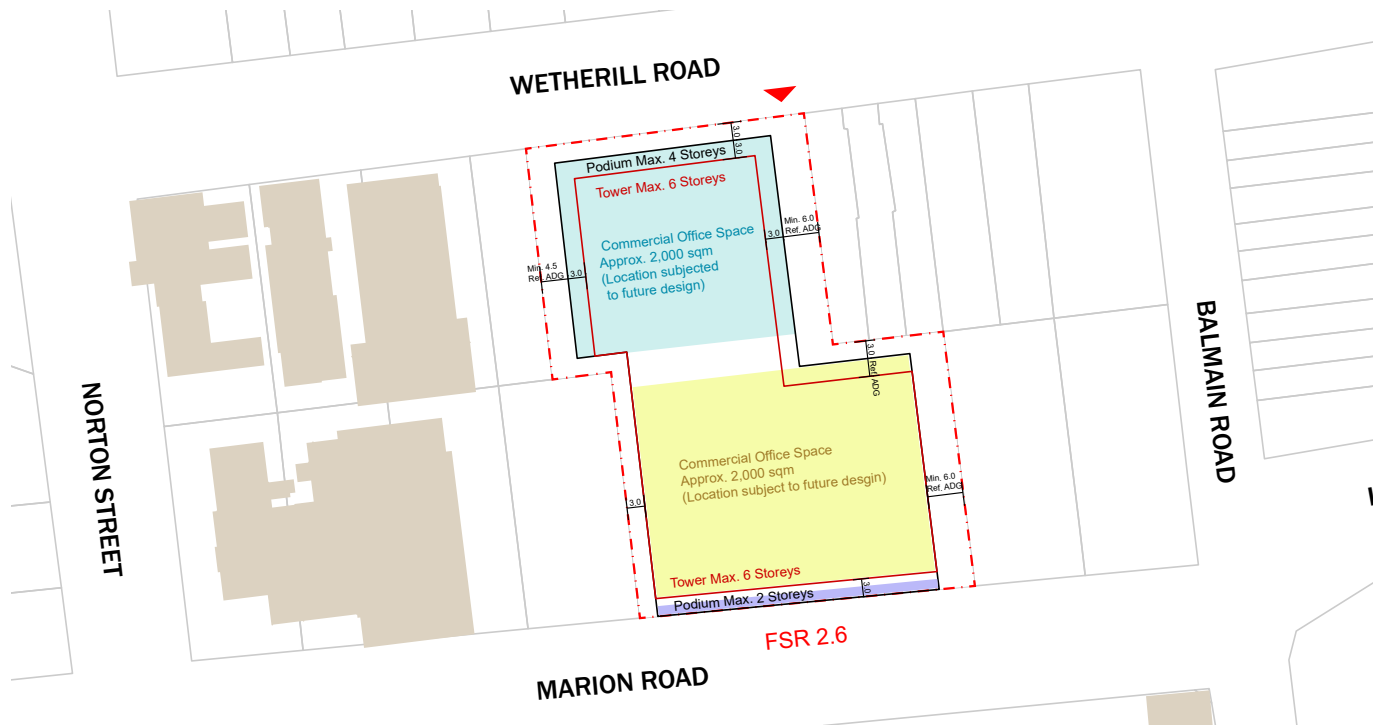 WETHERILL ROAD
3.0
3.0
Podium Max. 4 Storeys
Tower Max. 6 Storeys
Min. 6.0
Ref. ADG
3.0
Commercial Office Space
Approx. 2,000 sqm
(Location subjected
to future design)
Min. 4.5
Ref. ADG
3.0
BALMAIN ROAD
3.0
Ref. ADG
NORTON STREET
Commercial Office Space
Approx. 2,000 sqm
(Location subject to future desgin)
Min. 6.0
Ref. ADG
3.0
Tower Max. 6 Storeys
3.0
Podium Max. 2 Storeys
FSR 2.6
MARION ROAD